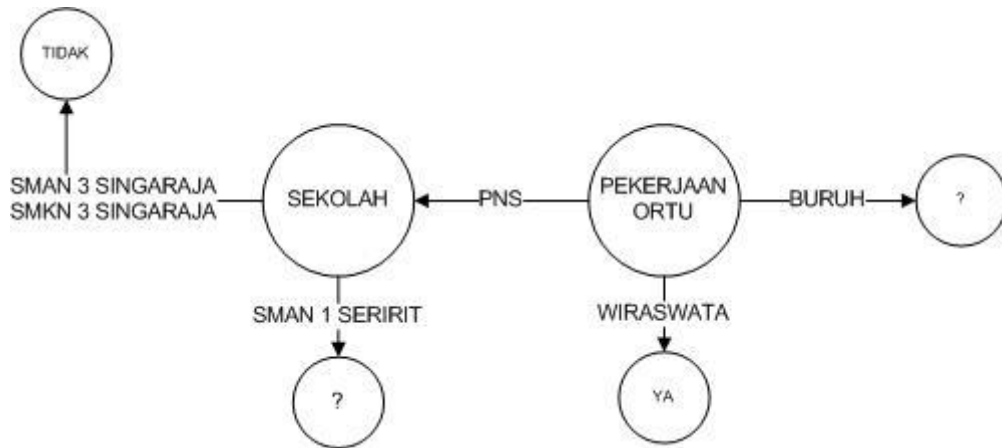 TIDAK
SMAN 3 SINGARAJA
SMKN 3 SINGARAJA
SEKOLAH
PNS
PEKERJAAN
ORTU
BURUH
?
SMAN 1 SERIRIT
WIRASWATA
?
YA